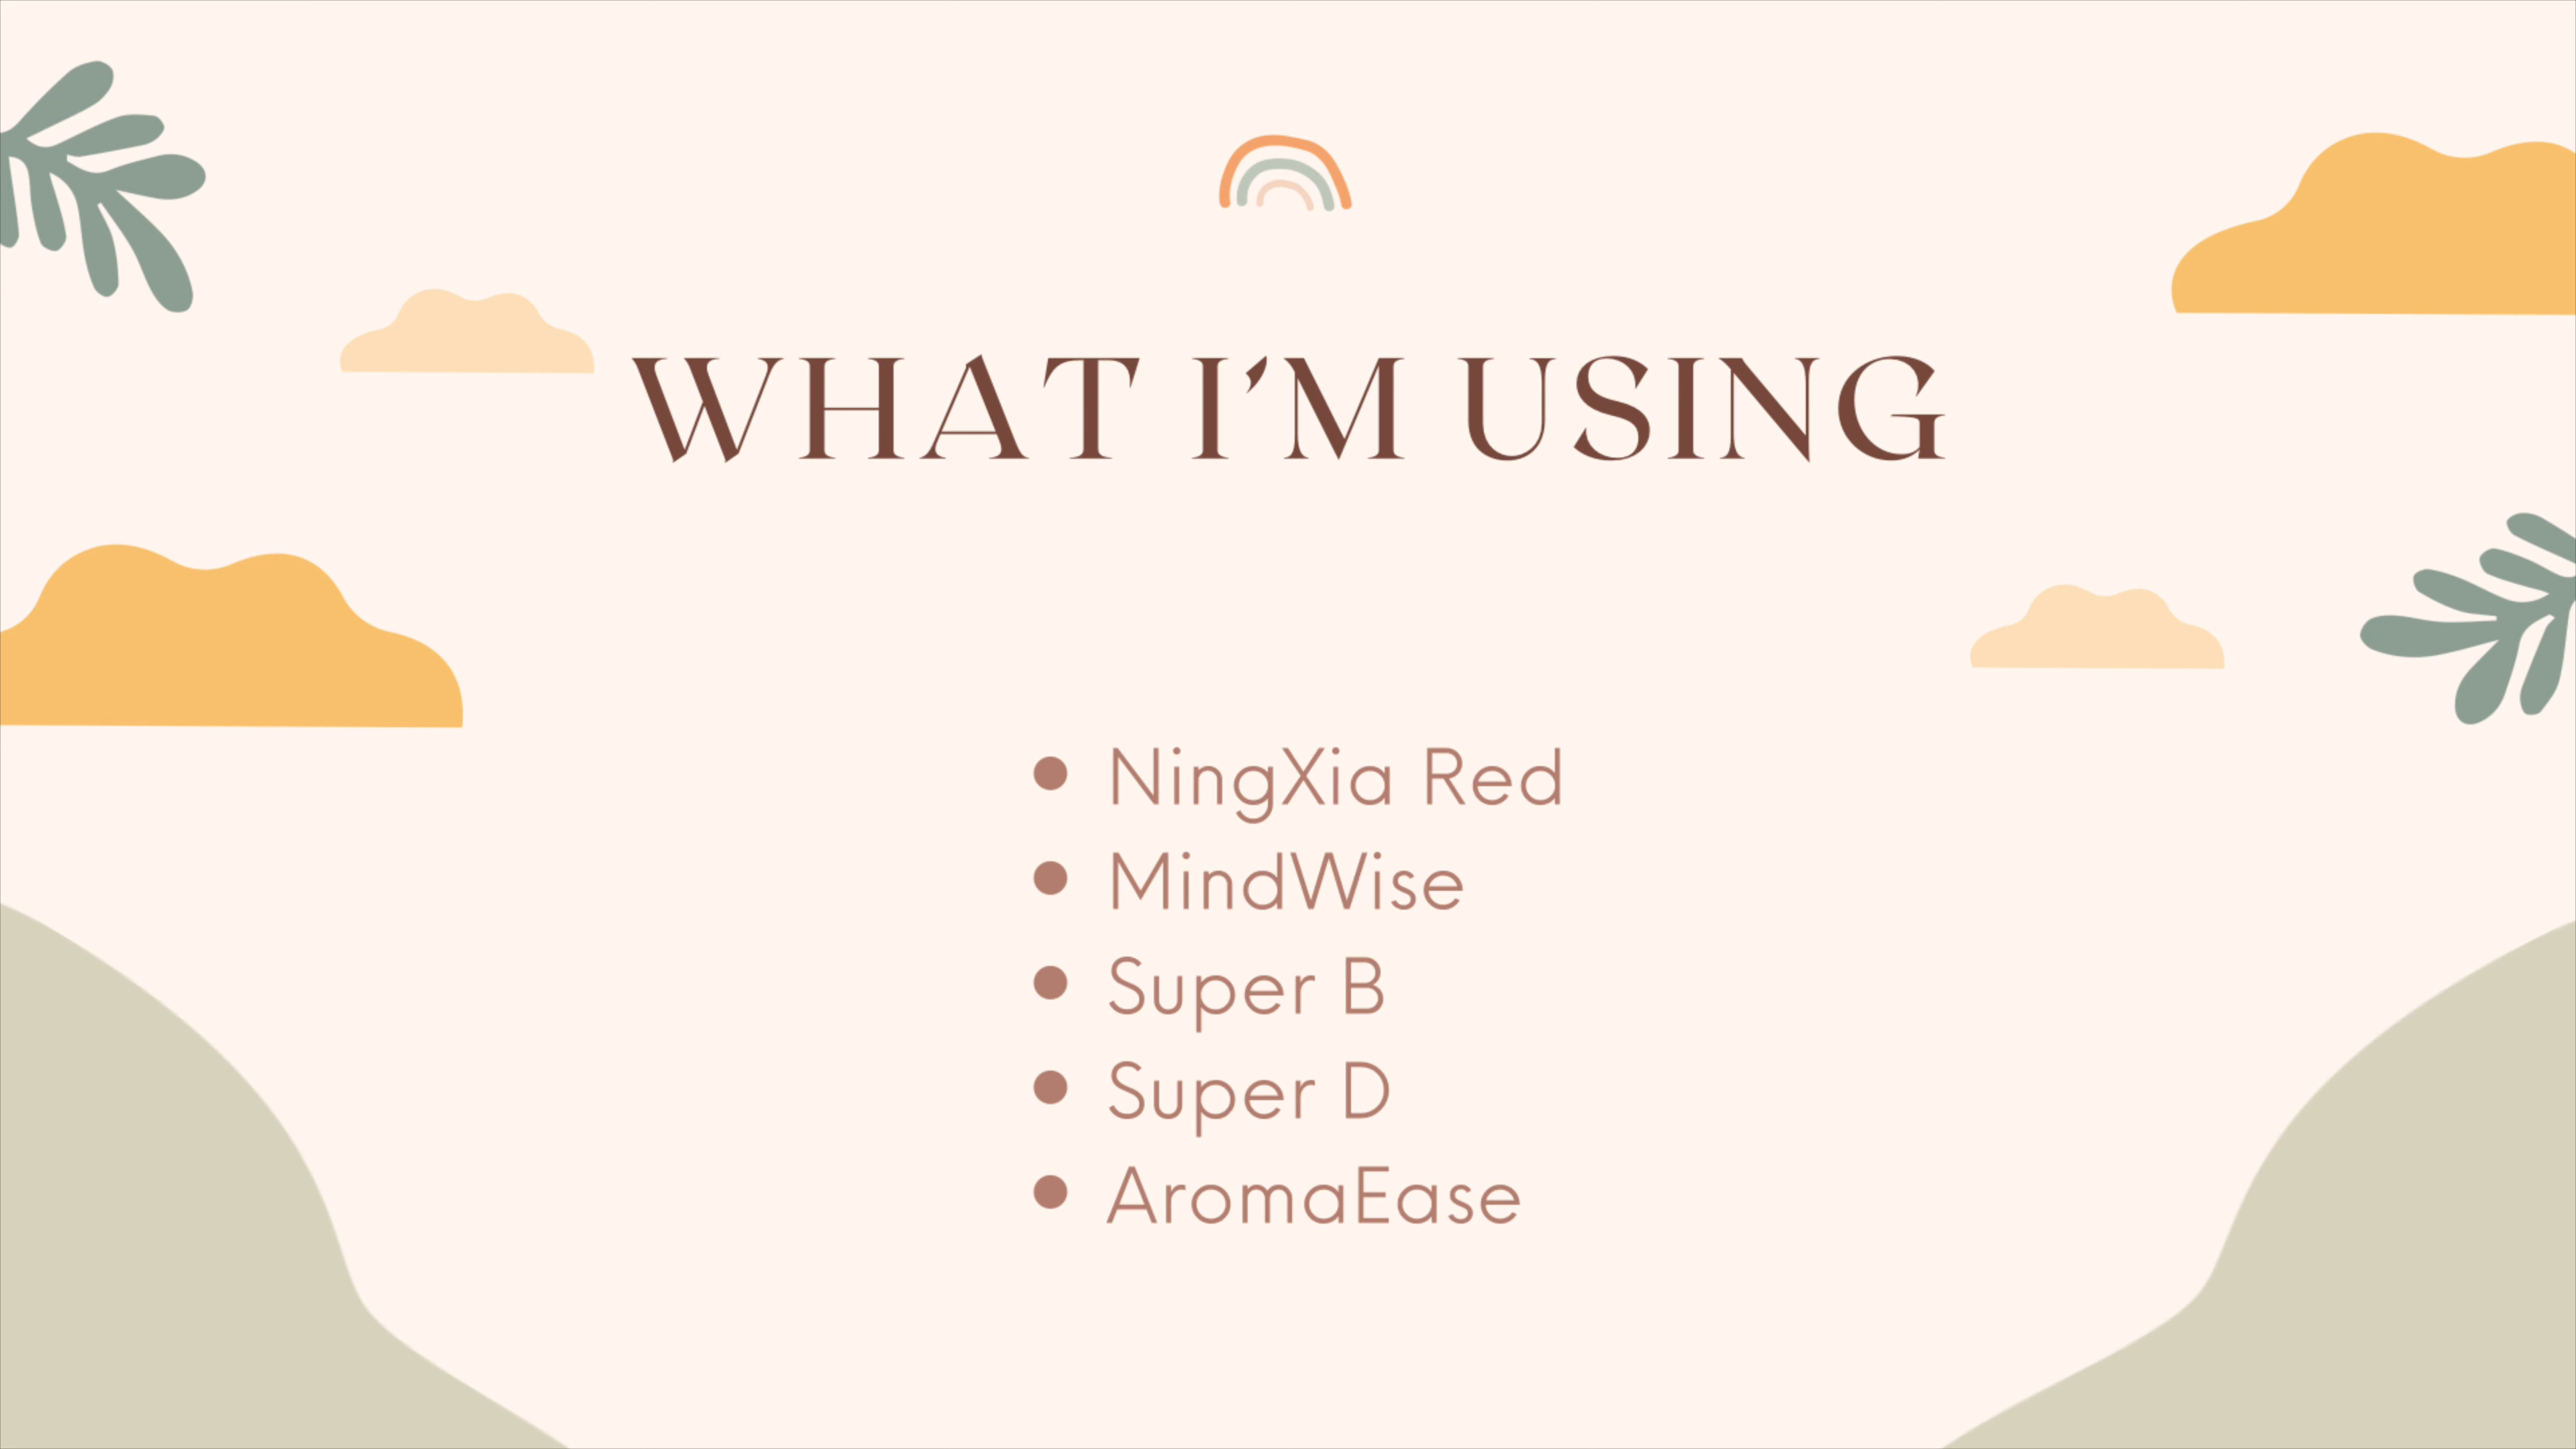 WHAT I’M USING
• NingXia Red
• MindWise
• Super B
• Super D
• AromaEase